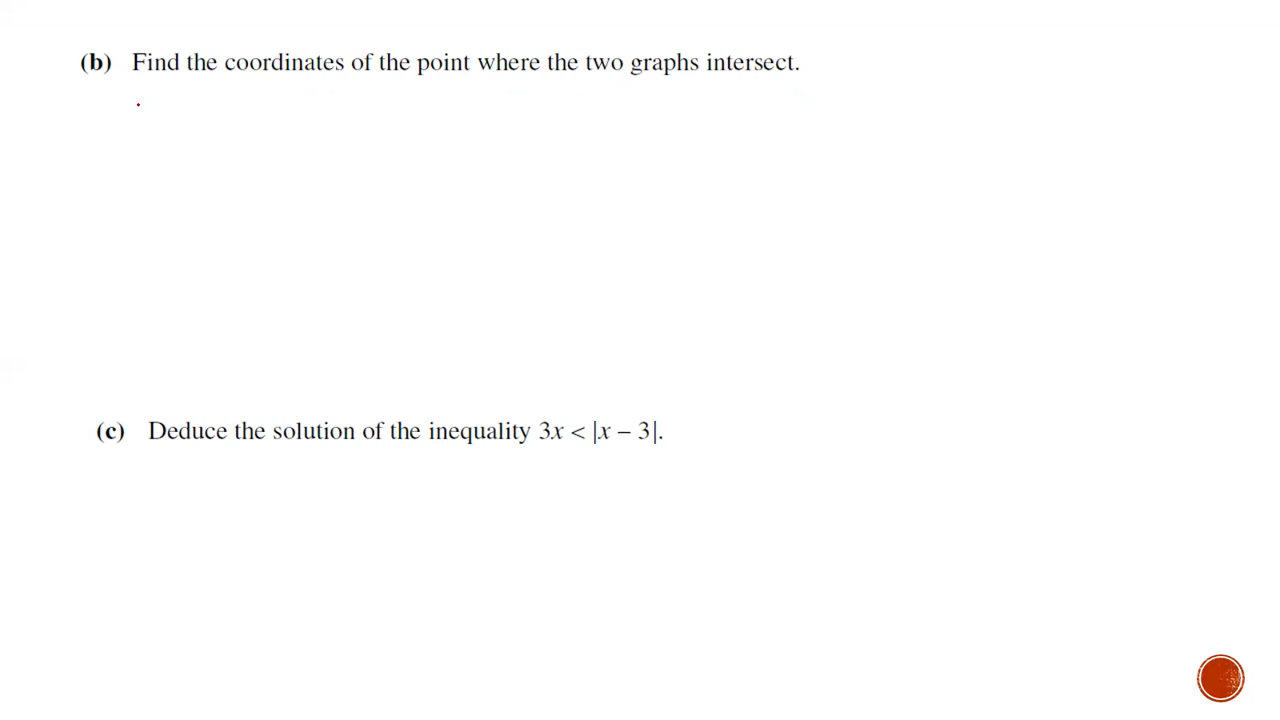 (b) Find the coordinates of the point where the two graphs intersect.
(c) Deduce the solution of the inequality 3x < |x – 3|.